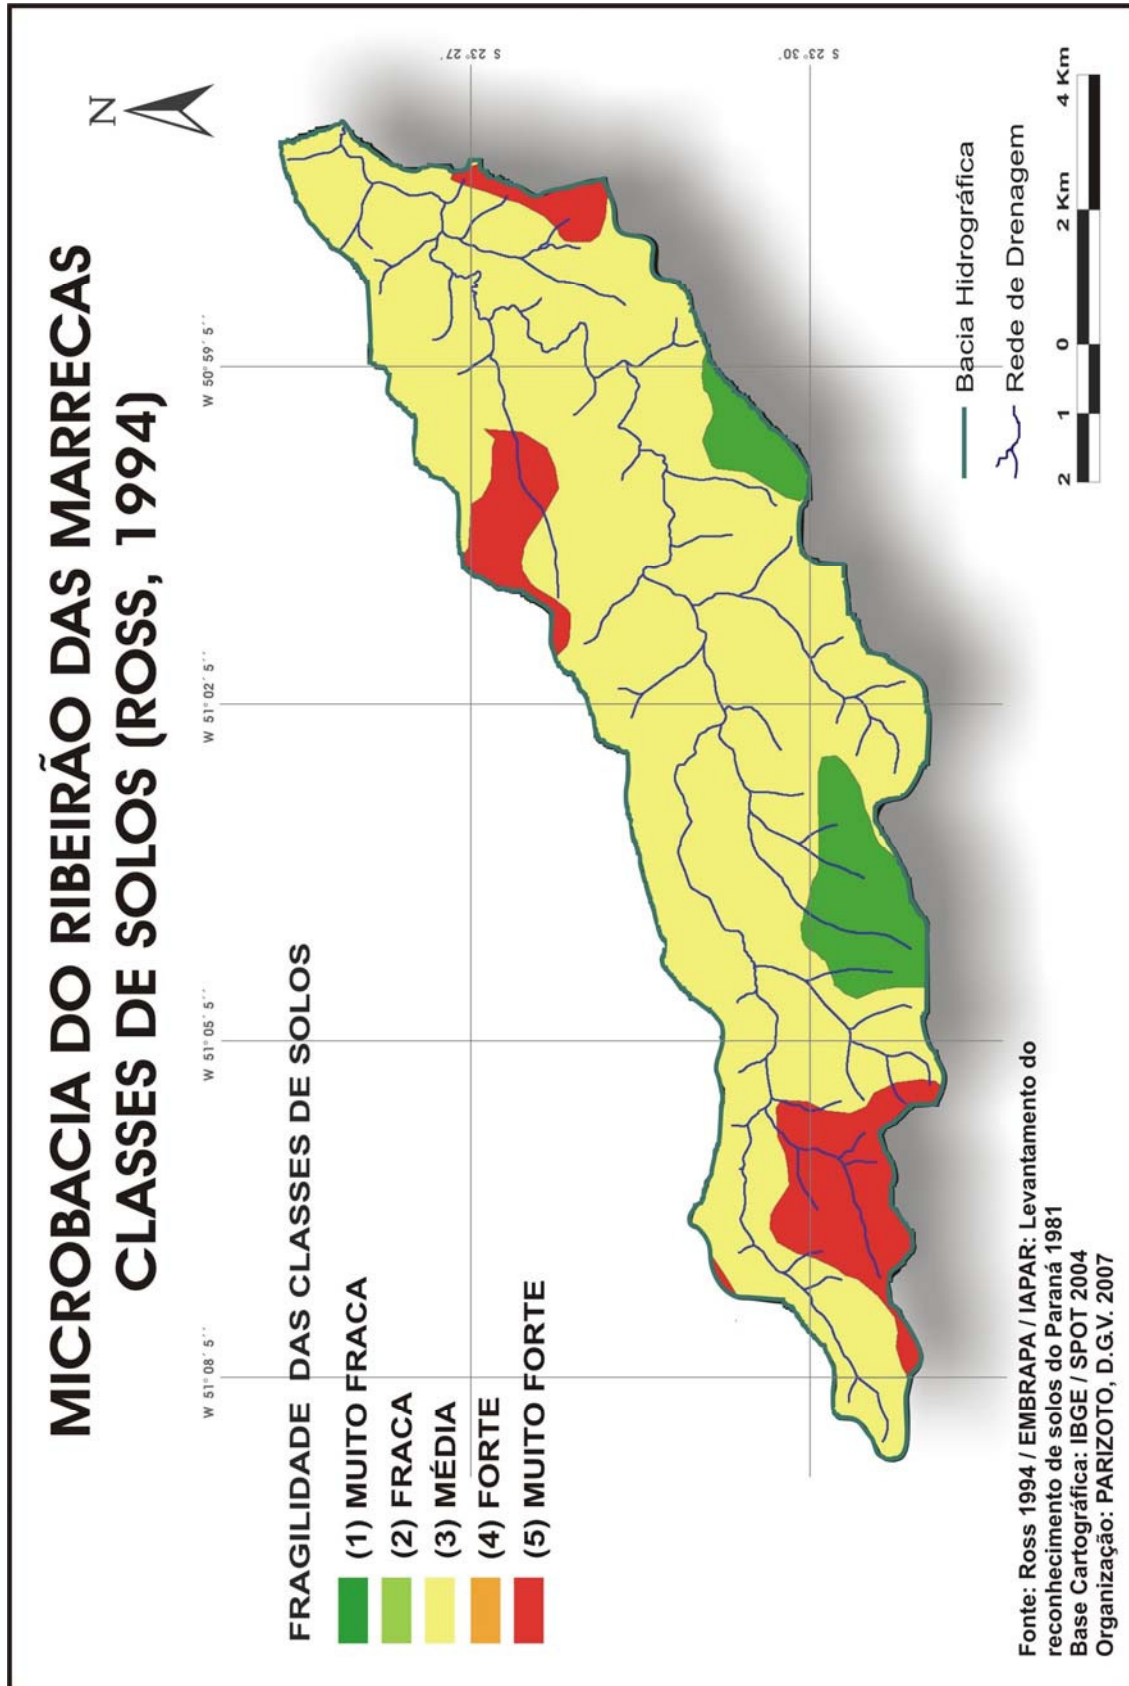 MICROBACIA DO RIBEIRÃO DAS MARRECAS
CLASSES DE SOLOS (ROSS, 1994)
N
W 51° 08´ 5´´
W 51° 05´ 5´´
W 51° 02´ 5´´
W 50° 59´ 5´´
S 23° 27´
S 23° 30´
FRAGILIDADE DAS CLASSES DE SOLOS
(1) MUITO FRACA
(2) FRACA
(3) MÉDIA
(4) FORTE
(5) MUITO FORTE
Bacia Hidrográfica
Rede de Drenagem
2 1 0 2 Km 4 Km
Fonte: Ross 1994 / EMBRAPA / IAPAR: Levantamento do
reconhecimento de solos do Paraná 1981
Base Cartográfica: IBGE / SPOT 2004
Organização: PARIZOTO, D.G.V. 2007